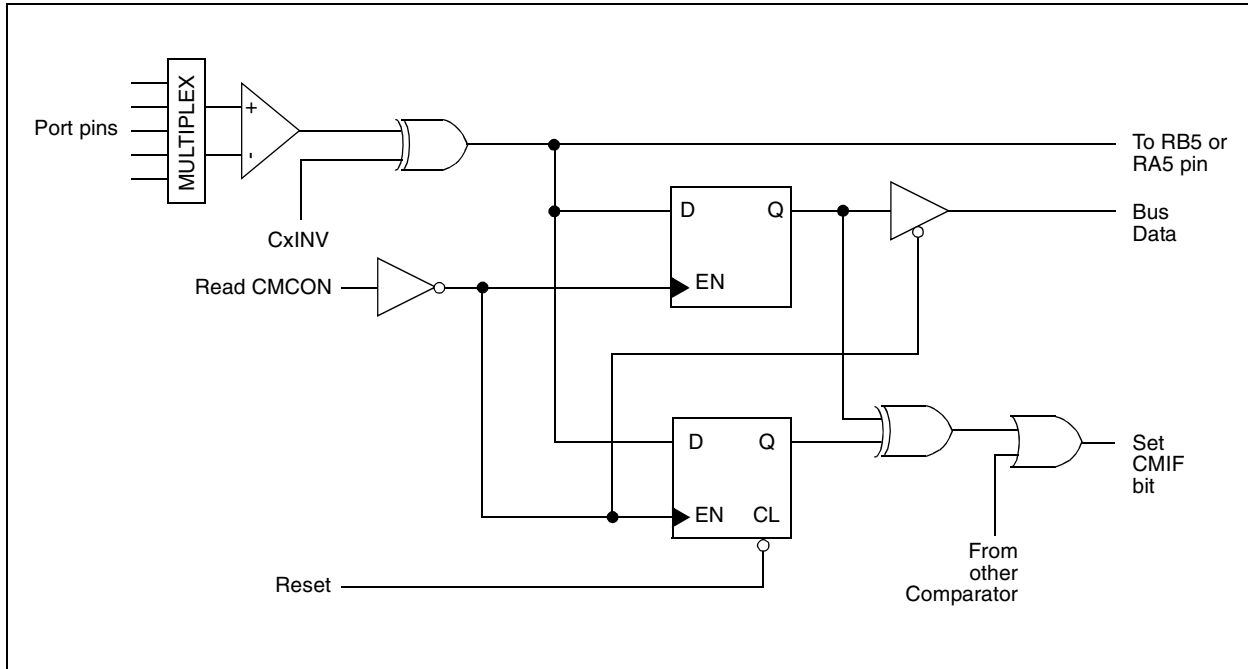 MULTIPLEX
+
-
Port pins
CxINV
To RB5 or
RA5 pin
D
Q
EN
Bus
Data
Read CMCON
D
Q
EN
CL
Set
CMIF
bit
From
other
Comparator
Reset